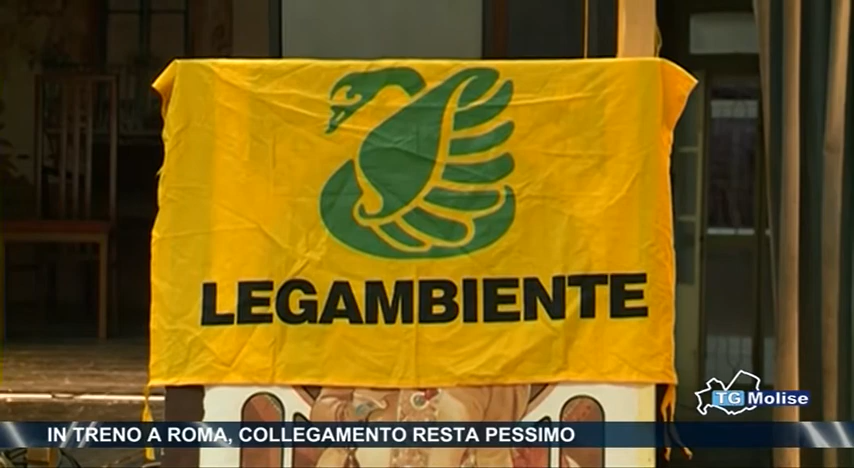 LEGAMBIENTE
TG Molise
IN TRENO A ROMA, COLLEGAMENTO RESTA PESSIMO